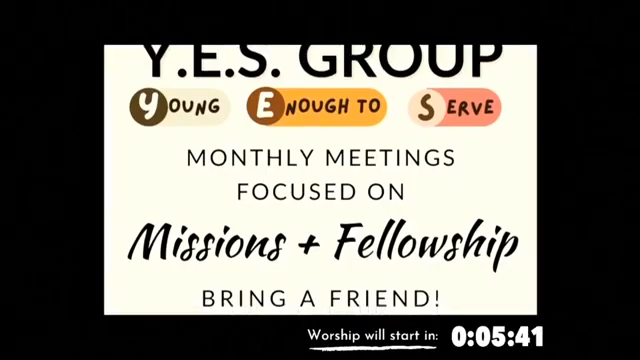 Y.E.S. GROUP
YOUNG ENOUGH TO SERVE
MONTHLY MEETINGS
FOCUSED ON
Missions + Fellowship
BRING A FRIEND!
Worship will start in: 0:05:41